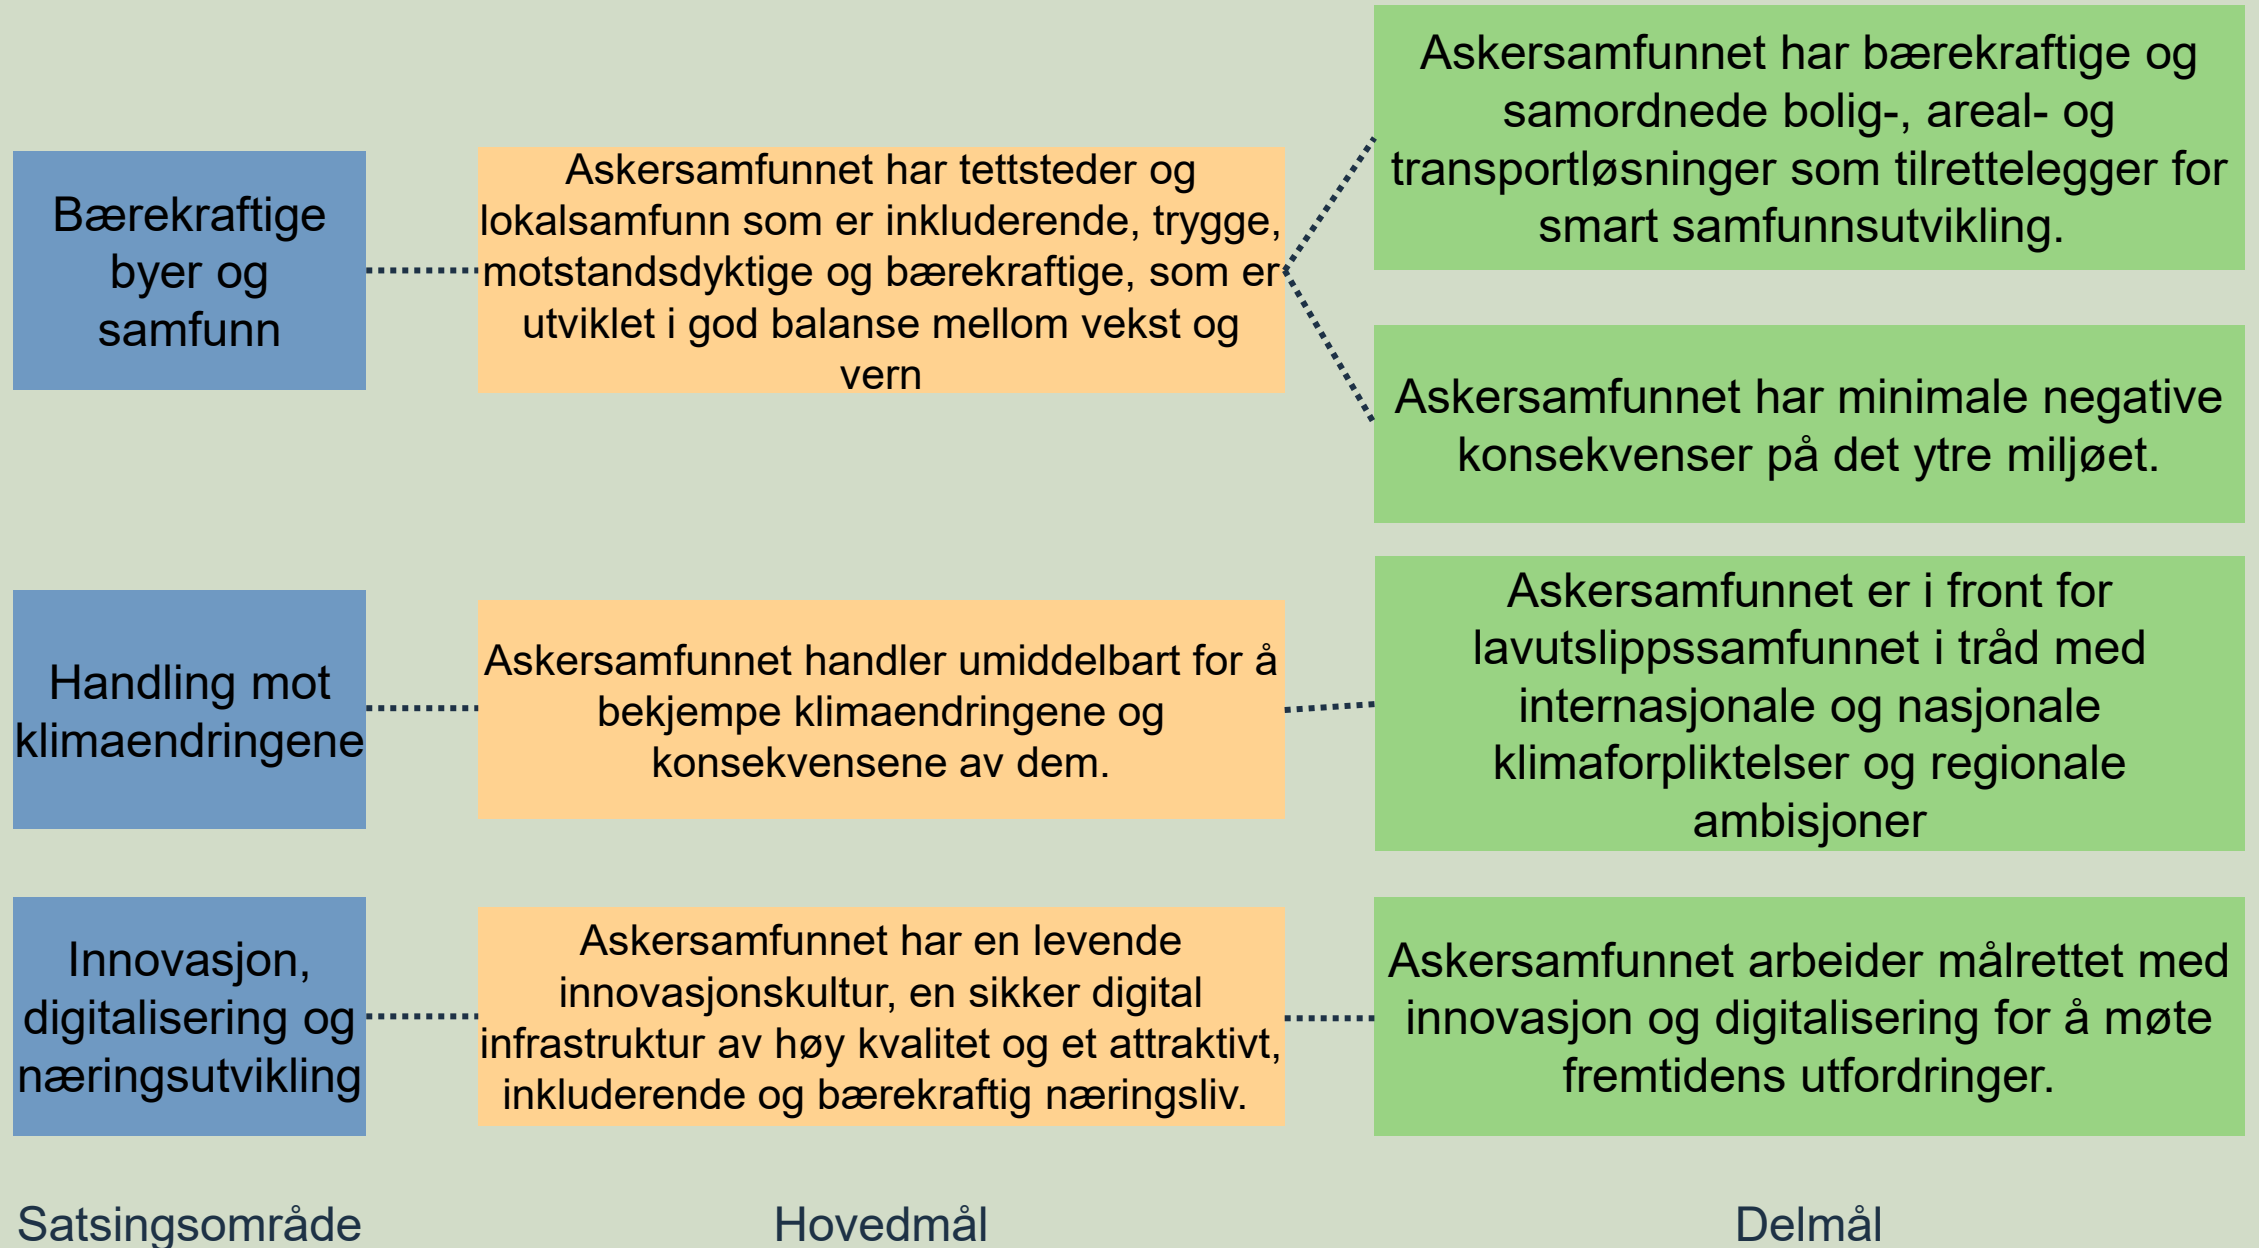 Bærekraftige
byer og
samfunn
Askersamfunnet har tettsteder og
lokalsamfunn som er inkluderende, trygge,
motstandsdyktige og bærekraftige, som er
utviklet i god balanse mellom vekst og
vern
Askersamfunnet har bærekraftige og
samordnede bolig-, areal- og
transportløsninger som tilrettelegger for
smart samfunnsutvikling.
Askersamfunnet har minimale negative
konsekvenser på det ytre miljøet.
Handling mot
klimaendringene
Askersamfunnet handler umiddelbart for å
bekjempe klimaendringene og
konsekvensene av dem.
Askersamfunnet er i front for
lavutslippssamfunnet i tråd med
internasjonale og nasjonale
klimaforpliktelser og regionale
ambisjoner
Innovasjon,
digitalisering og
næringsutvikling
Askersamfunnet har en levende
innovasjonskultur, en sikker digital
infrastruktur av høy kvalitet og et attraktivt,
inkluderende og bærekraftig næringsliv.
Askersamfunnet arbeider målrettet med
innovasjon og digitalisering for å møte
fremtidens utfordringer.
Satsingsområde
Hovedmål
Delmål